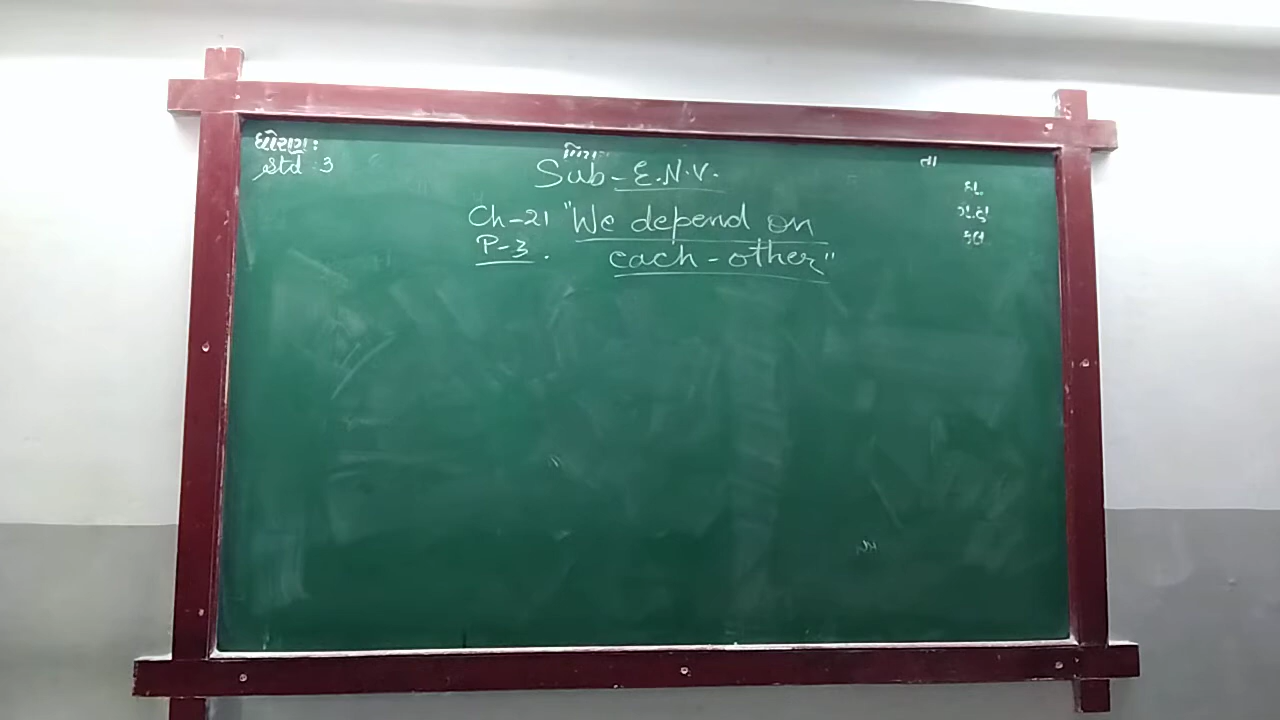 ધોરણ :
Std : 3
Sub - E.N.V.
તા
Ch-21 "We depend on
P-3 . each-other"